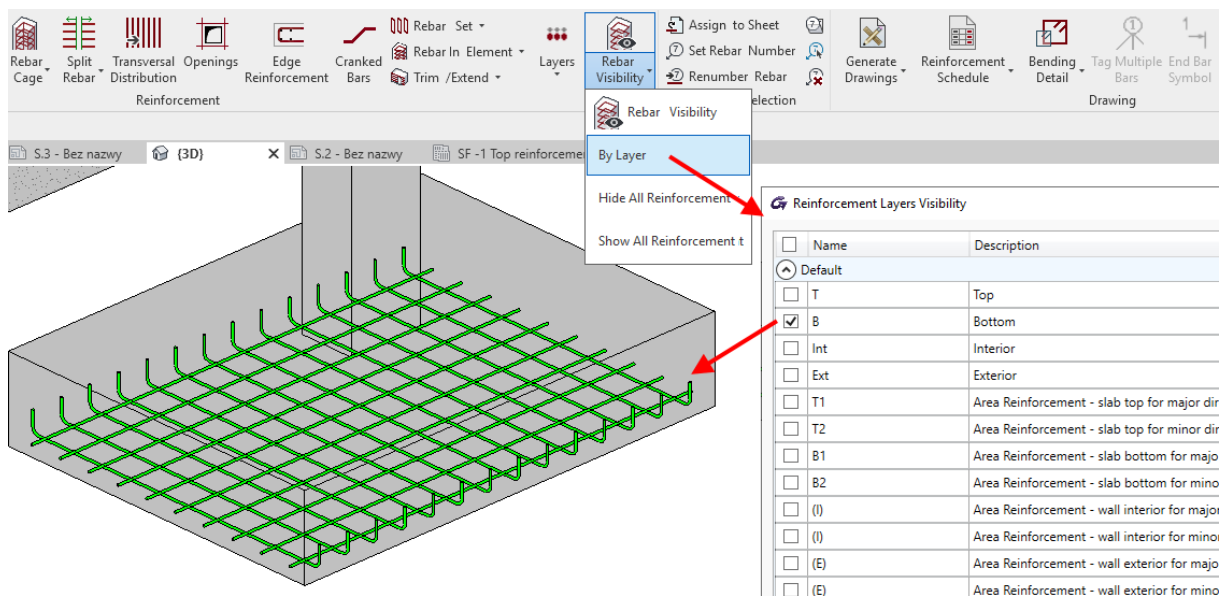 Rebar Cage
Split Rebar
Transversal Distribution
Openings
Edge Reinforcement
Cranked Bars
Rebar Set
Rebar In Element
Trim /Extend
Layers
Reinforcement
Rebar Visibility
Assign to Sheet
Set Rebar Number
Renumber Rebar
election
Generate Drawings
Reinforcement Schedule
Bending Detail
Tag Multiple Bars
End Bar Symbol
Drawing
Rebar Visibility
By Layer
Hide All Reinforcement
Show All Reinforcement t
S.3 - Bez nazwy
{3D}
S.2 - Bez nazwy
SF -1 Top reinforceme
Reinforcement Layers Visibility
Name Description
Default
T Top
B Bottom
Int Interior
Ext Exterior
T1 Area Reinforcement - slab top for major dir
T2 Area Reinforcement - slab top for minor dir
B1 Area Reinforcement - slab bottom for majo
B2 Area Reinforcement - slab bottom for mino
(I) Area Reinforcement - wall interior for major
(I) Area Reinforcement - wall interior for minor
(E) Area Reinforcement - wall exterior for majo
(E) Area Reinforcement - wall exterior for mino